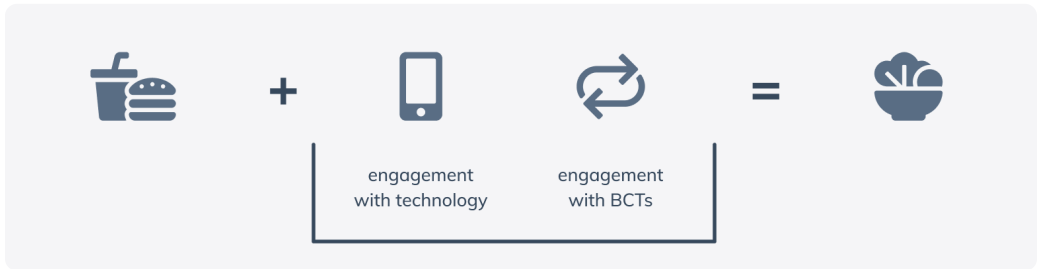 +
=
engagement
with technology
engagement
with BCTs